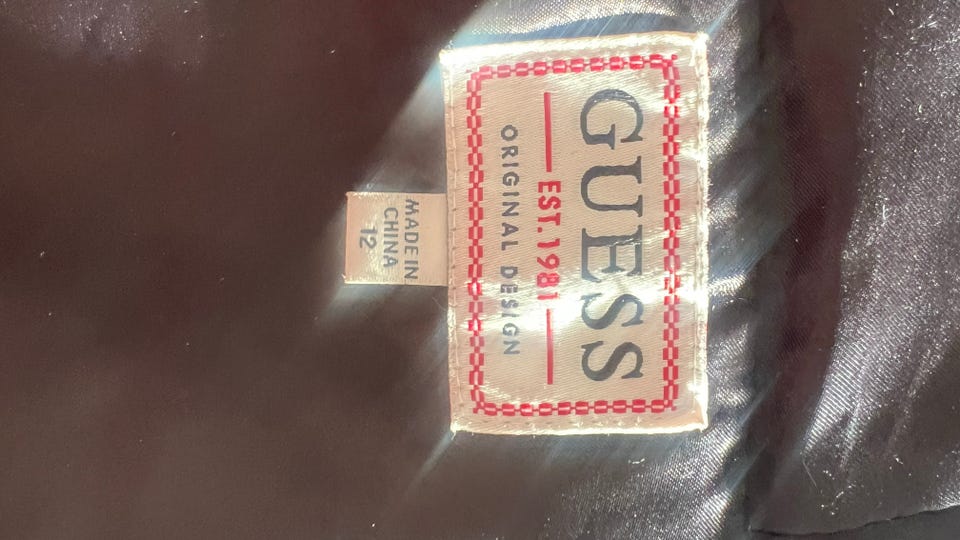 GUESS
EST. 1981
ORIGINAL DESIGN
MADE IN
CHINA
12